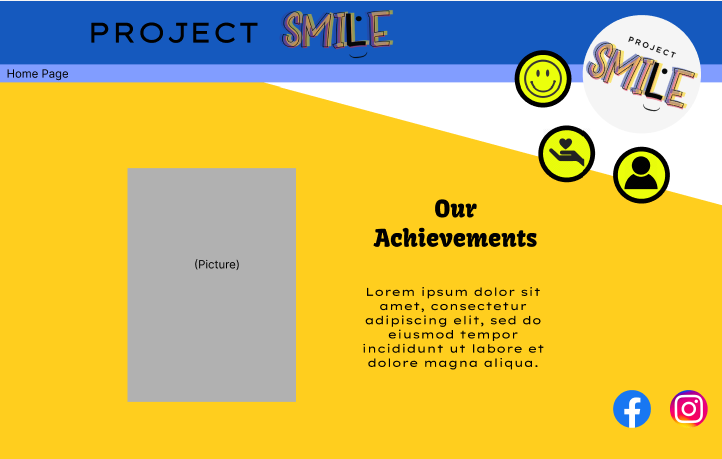 PROJECT SMILE
Home Page
PROJECT
SMILE
(Picture)
Our
Achievements
Lorem ipsum dolor sit
amet, consectetur
adipiscing elit, sed do
eiusmod tempor
incididunt ut labore et
dolore magna aliqua.